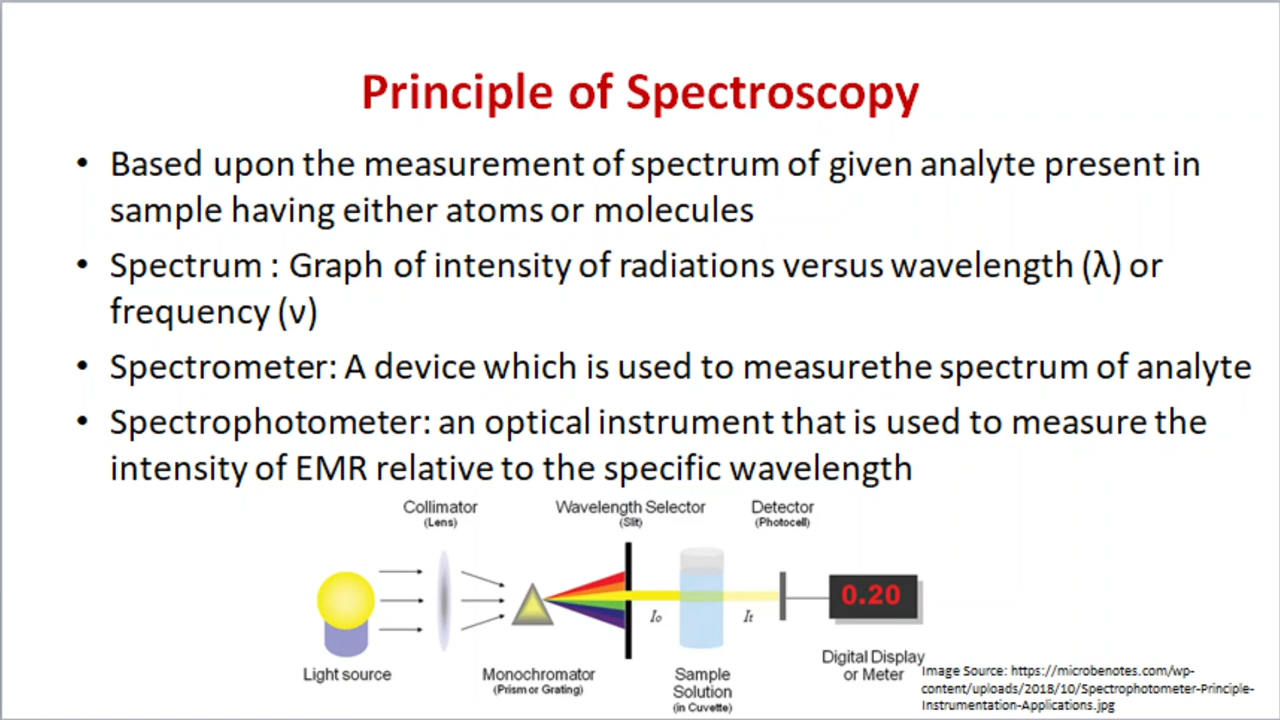 Principle of Spectroscopy
• Based upon the measurement of spectrum of given analyte present in
sample having either atoms or molecules
• Spectrum : Graph of intensity of radiations versus wavelength (λ) or
frequency (ν)
• Spectrometer: A device which is used to measurethe spectrum of analyte
• Spectrophotometer: an optical instrument that is used to measure the
intensity of EMR relative to the specific wavelength
Collimator
(Lens)
Wavelength Selector
(Slit)
Detector
(Photocell)
0.20
Io
It
Light source
Monochromator
(Prism or Grating)
Sample
Solution
(in Cuvette)
Digital Display
or Meter
Image Source: https://microbenotes.com/wp-
content/uploads/2018/10/Spectrophotometer-Principle-
Instrumentation-Applications.jpg